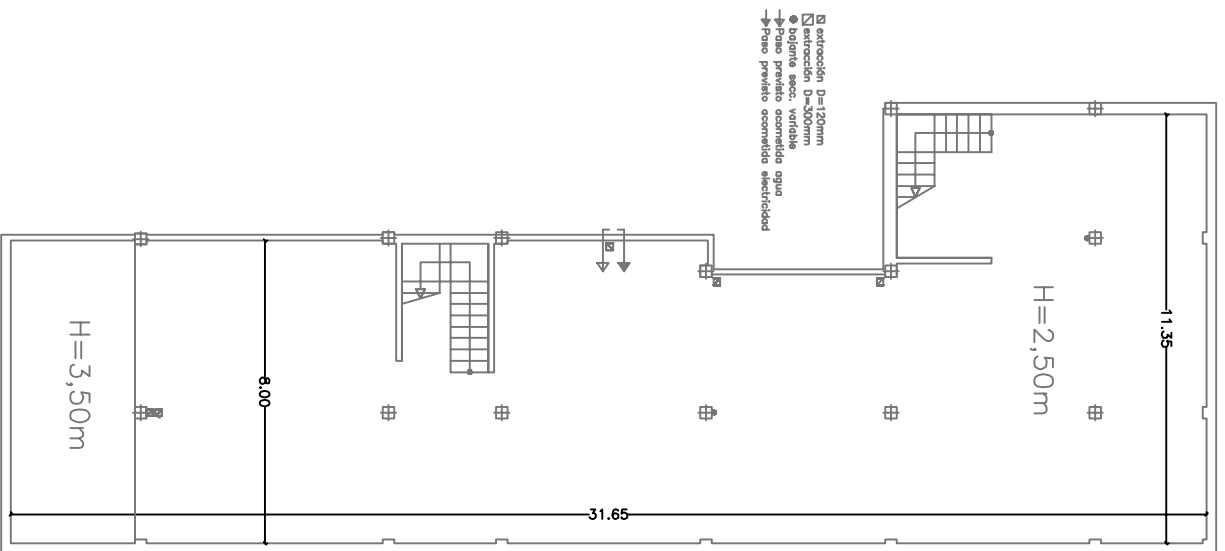 extracción D=120mm
extracción D=300mm
bajante secc. variable
Paso previsto acometida agua
Paso previsto acometida electricidad
H=2,50m
11.35
H=3,50m
8.00
31.65